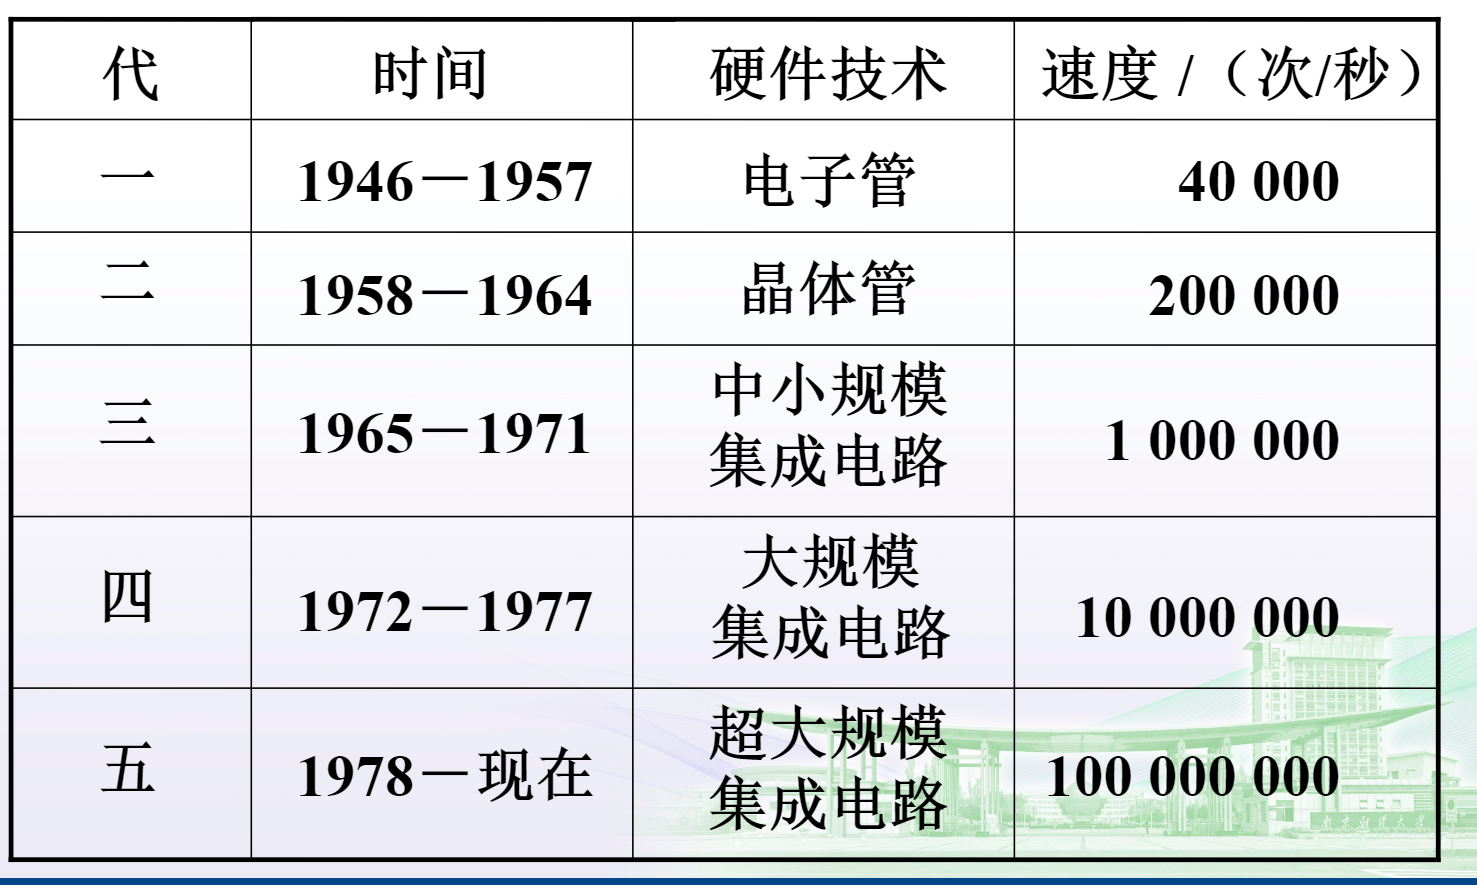 代 时间 硬件技术 速度 /（次/秒）
一 1946－1957 电子管 40 000
二 1958－1964 晶体管 200 000
三 1965－1971 中小规模
集成电路 1 000 000
四 1972－1977 大规模
集成电路 10 000 000
五 1978－现在 超大规模
集成电路 100 000 000